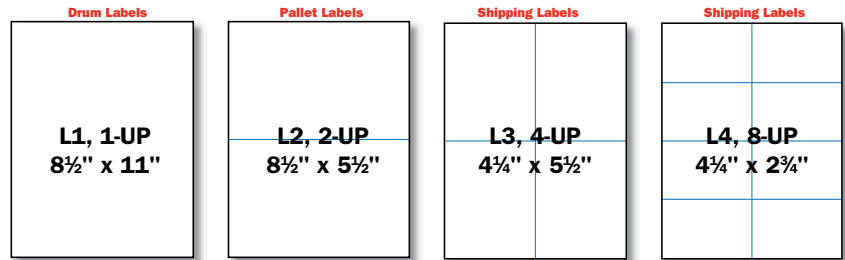 Drum Labels
L1, 1-UP
8½" x 11"
Pallet Labels
L2, 2-UP
8½" x 5½"
Shipping Labels
L3, 4-UP
4¼" x 5½"
Shipping Labels
L4, 8-UP
4¼" x 2¾"